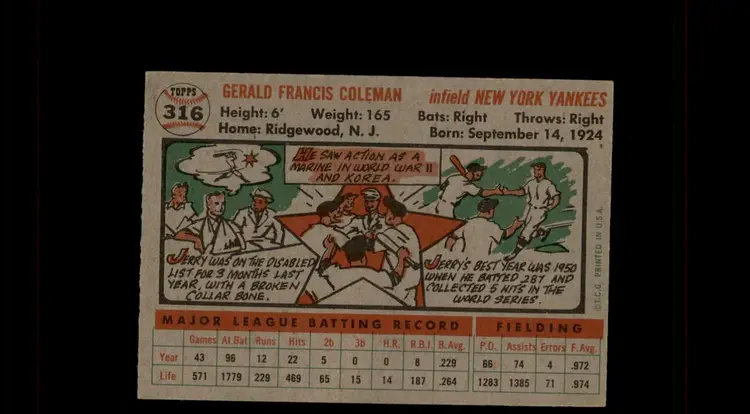 TOPPS
316
GERALD FRANCIS COLEMAN infield NEW YORK YANKEES
Height: 6' Weight: 165 Bats: Right Throws: Right
Home: Ridgewood, N. J. Born: September 14, 1924
HE SAW ACTION AS A
MARINE IN WORLD WAR II
AND KOREA.
JERRY WAS ON THE DISABLED
LIST FOR 3 MONTHS LAST
YEAR, WITH A BROKEN
COLLAR BONE.
JERRY'S BEST YEAR WAS 1950
WHEN HE BATTED .287 AND
COLLECTED 5 HITS IN THE
WORLD SERIES.
©T.C.G. PRINTED IN U.S.A.
MAJOR LEAGUE BATTING RECORD FIELDING
Games At Bat Runs Hits 2b 3b H.R. R.B.I. B. Avg. P.O. Assists Errors F. Avg.
Year 43 96 12 22 5 0 0 8 .229 66 74 4 .972
Life 571 1779 229 469 65 15 14 187 .264 1283 1385 71 .974